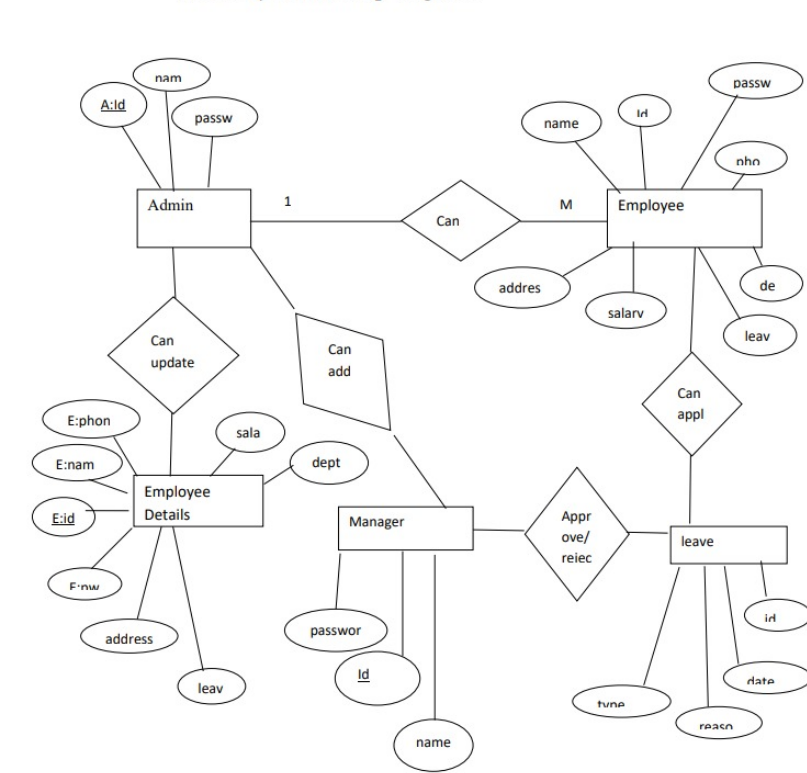 nam
A:Id
passw
passw
name
Id
pho
Admin
1
Can
M
Employee
addres
salary
de
leav
Can
update
Can
add
Can
appl
E:phon
sala
E:nam
dept
E:id
Employee
Details
Manager
Appr
ove/
rejec
leave
E:pw
address
leav
passwor
Id
name
id
date
type
reaso